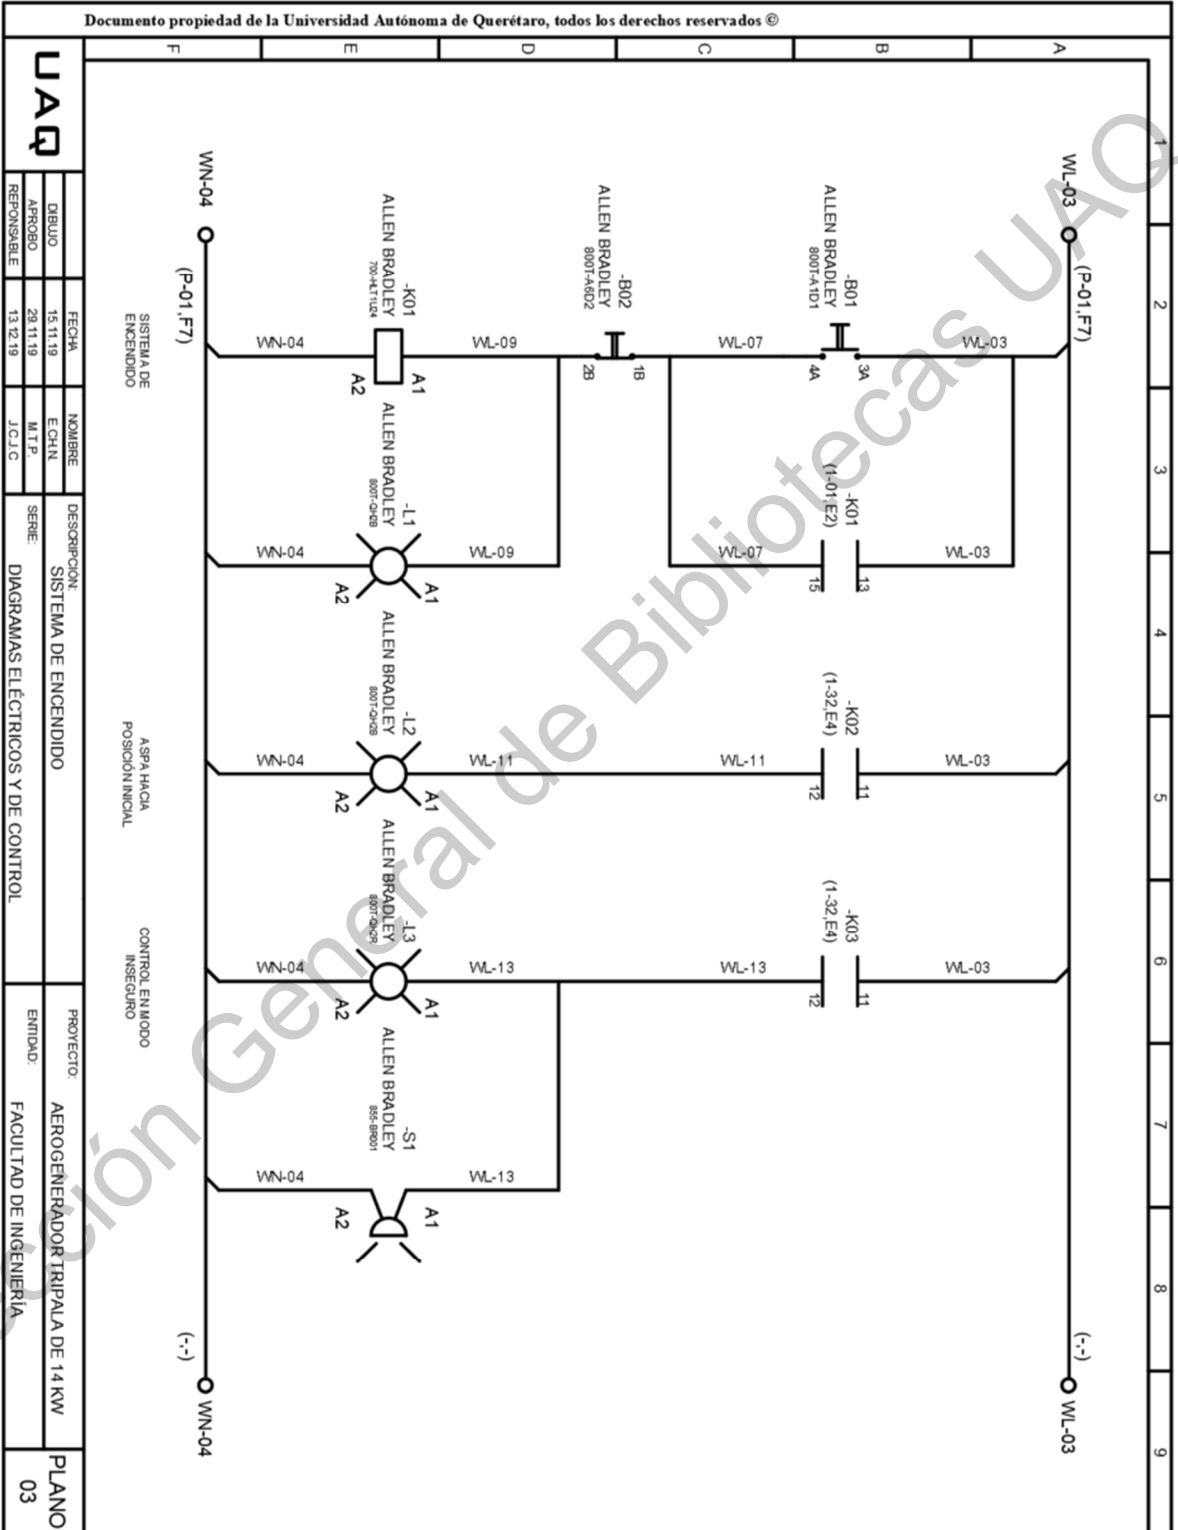 Documento propiedad de la Universidad Autónoma de Querétaro, todos los derechos reservados ©
1
2
3
4
5
6
7
8
9
A
B
C
D
E
F
WL-03
(P-01,F7)
(-,-)
WL-03
WL-03
WL-03
WL-03
WL-03
-B01
ALLEN BRADLEY
800T-A1D1
3A
4A
-K01
(1-01,E2)
13
15
-K02
(1-32,E4)
11
12
-K03
(1-32,E4)
11
12
WL-07
WL-07
WL-11
WL-13
-B02
ALLEN BRADLEY
800T-A6D2
1B
2B
WL-09
WL-09
WL-11
WL-13
WL-13
-K01
ALLEN BRADLEY
700-HLT1U24
A1
A2
-L1
ALLEN BRADLEY
800T-QH2B
A1
A2
-L2
ALLEN BRADLEY
800T-QH2B
A1
A2
-L3
ALLEN BRADLEY
800T-QH2R
A1
A2
-S1
ALLEN BRADLEY
855-BR001
A1
A2
WN-04
WN-04
WN-04
WN-04
WN-04
WN-04
(P-01,F7)
(-,-)
WN-04
SISTEMA DE
ENCENDIDO
ASPA HACIA
POSICIÓN INICIAL
CONTROL EN MODO
INSEGURO
UAQ
FECHA
NOMBRE
DIBUJO
15.11.19
E.CH.N.
APROBO
29.11.19
M.T.P.
REPONSABLE
13.12.19
J.C.J.C
DESCRIPCION:
SISTEMA DE ENCENDIDO
SERIE:
DIAGRAMAS ELÉCTRICOS Y DE CONTROL
PROYECTO:
AEROGENERADOR TRIPALA DE 14 KW
ENTIDAD:
FACULTAD DE INGENIERÍA
PLANO
03
cción General de Bibliotecas UAQ